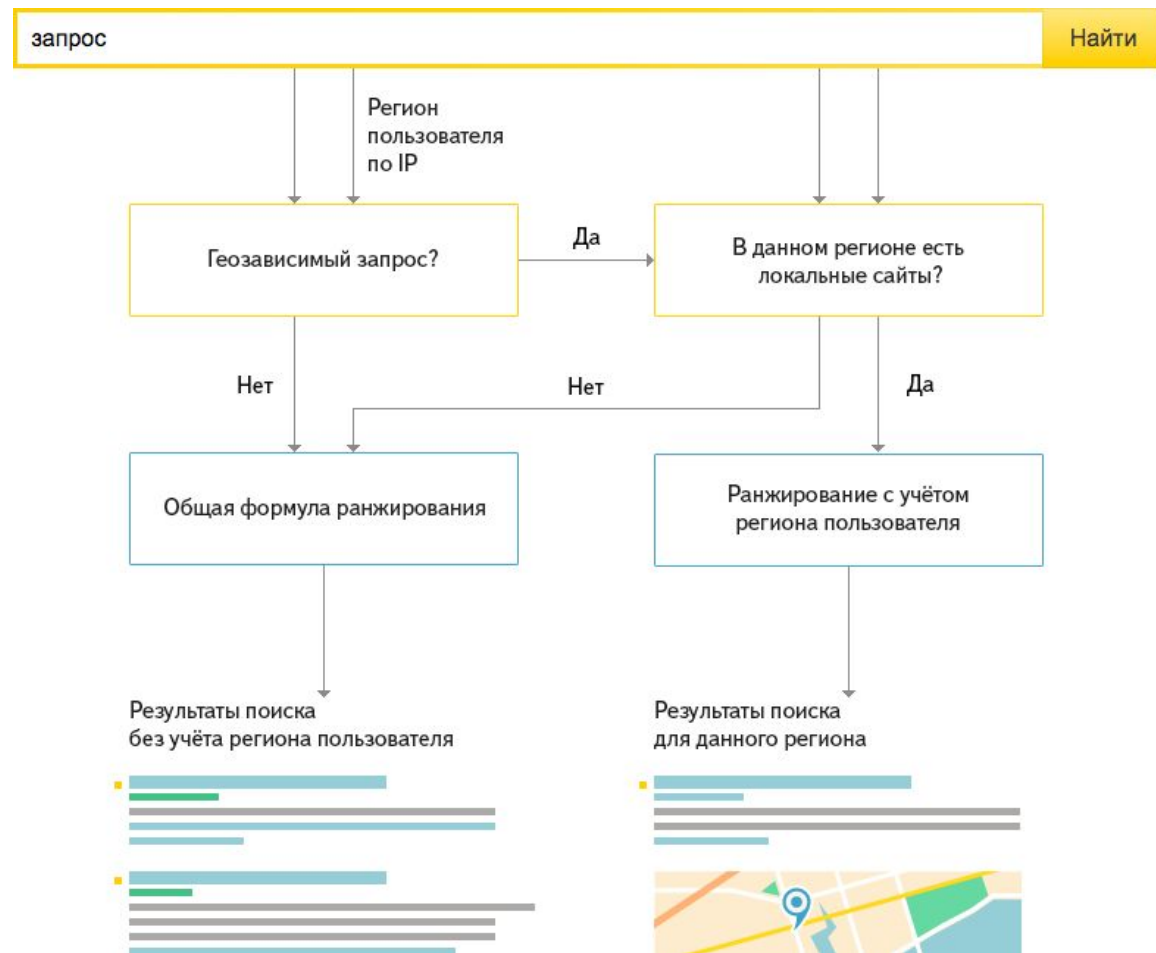 запрос
Найти
Регион
пользователя
по IP
Геозависимый запрос?
Да
В данном регионе есть
локальные сайты?
Нет
Нет
Да
Общая формула ранжирования
Ранжирование с учётом
региона пользователя
Результаты поиска
без учёта региона пользователя
Результаты поиска
для данного региона